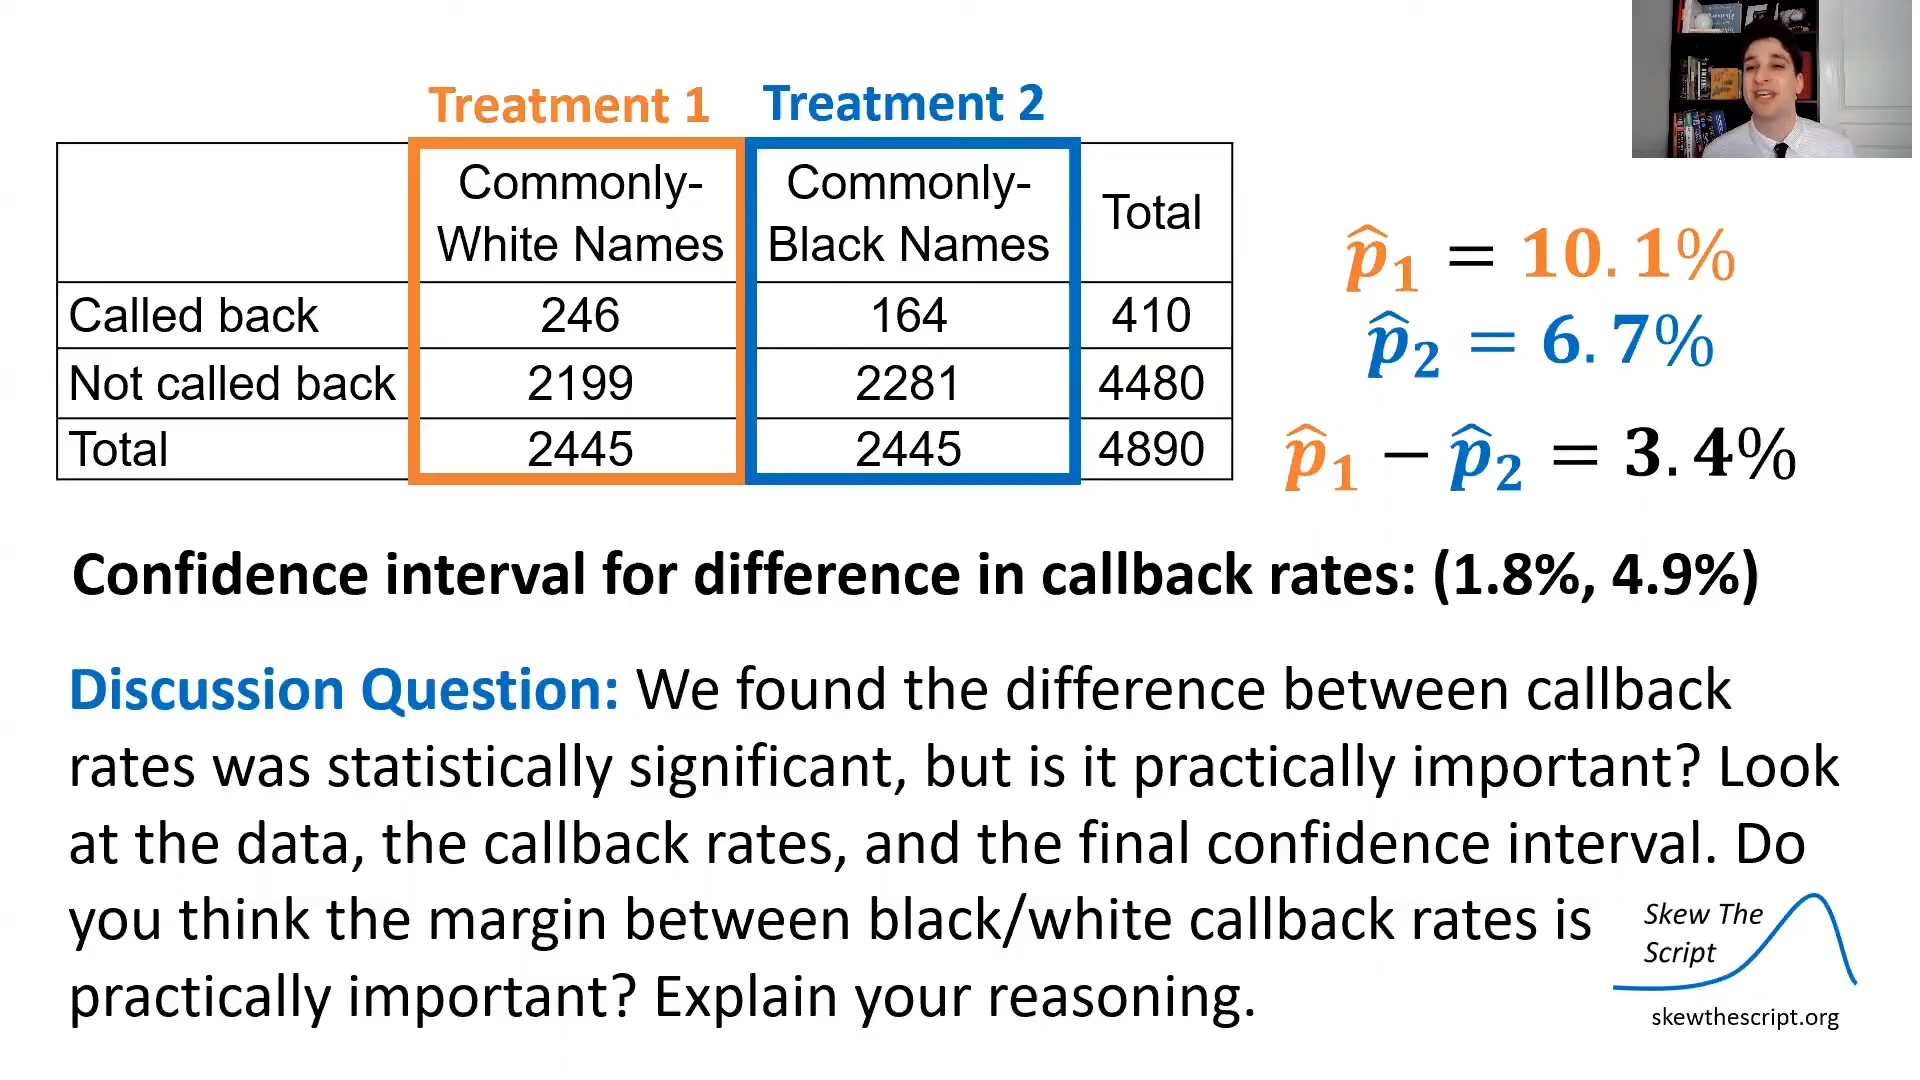 Treatment 1 Treatment 2
Commonly-White Names Commonly-Black Names Total
Called back 246 164 410
Not called back 2199 2281 4480
Total 2445 2445 4890
p̂₁ = 10.1%
p̂₂ = 6.7%
p̂₁ − p̂₂ = 3.4%
Confidence interval for difference in callback rates: (1.8%, 4.9%)
Discussion Question: We found the difference between callback
rates was statistically significant, but is it practically important? Look
at the data, the callback rates, and the final confidence interval. Do
you think the margin between black/white callback rates is
practically important? Explain your reasoning.
Skew The
Script
skewthescript.org